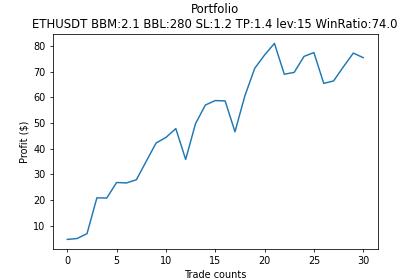 Portfolio
ETHUSDT BBM:2.1 BBL:280 SL:1.2 TP:1.4 lev:15 WinRatio:74.0
80
70
60
50
40
30
20
10
Profit ($)
0 5 10 15 20 25 30
Trade counts